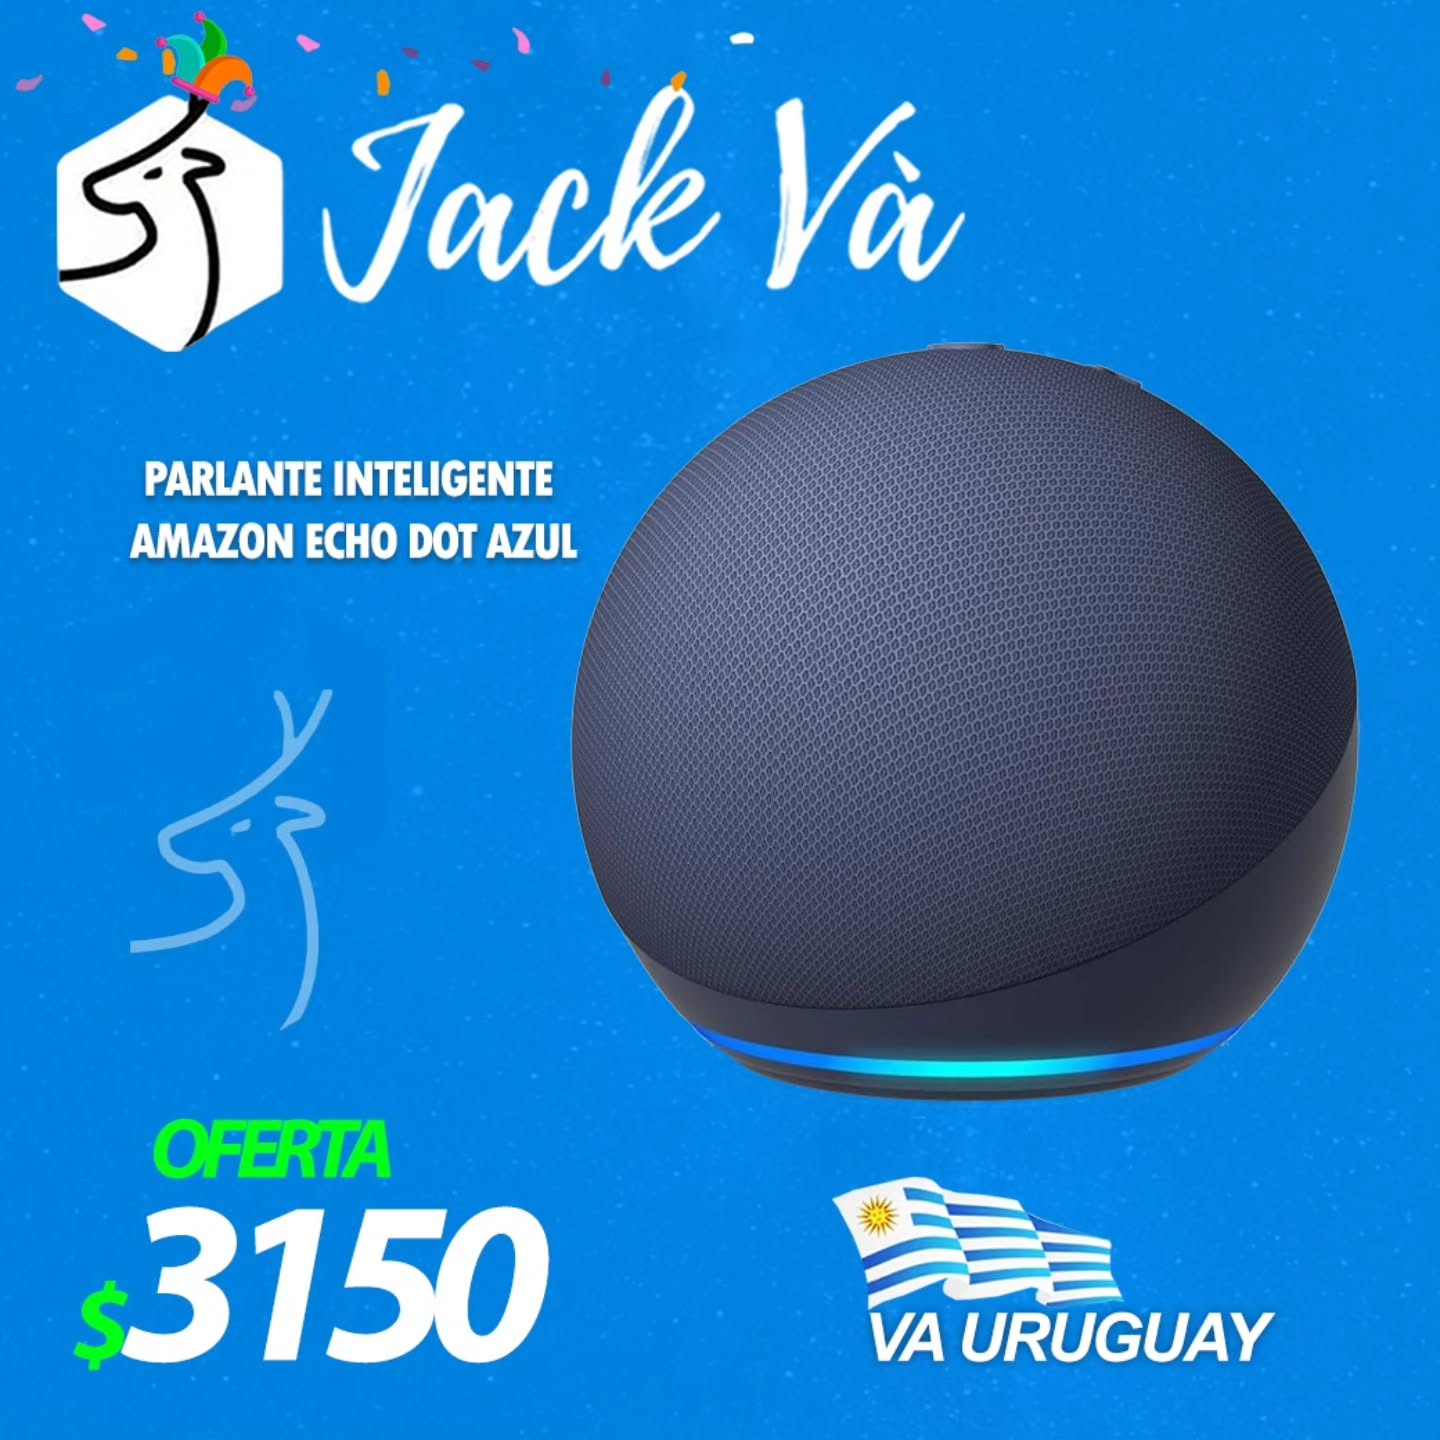 Jack Và
PARLANTE INTELIGENTE
AMAZON ECHO DOT AZUL
OFERTA
$3150
VA URUGUAY